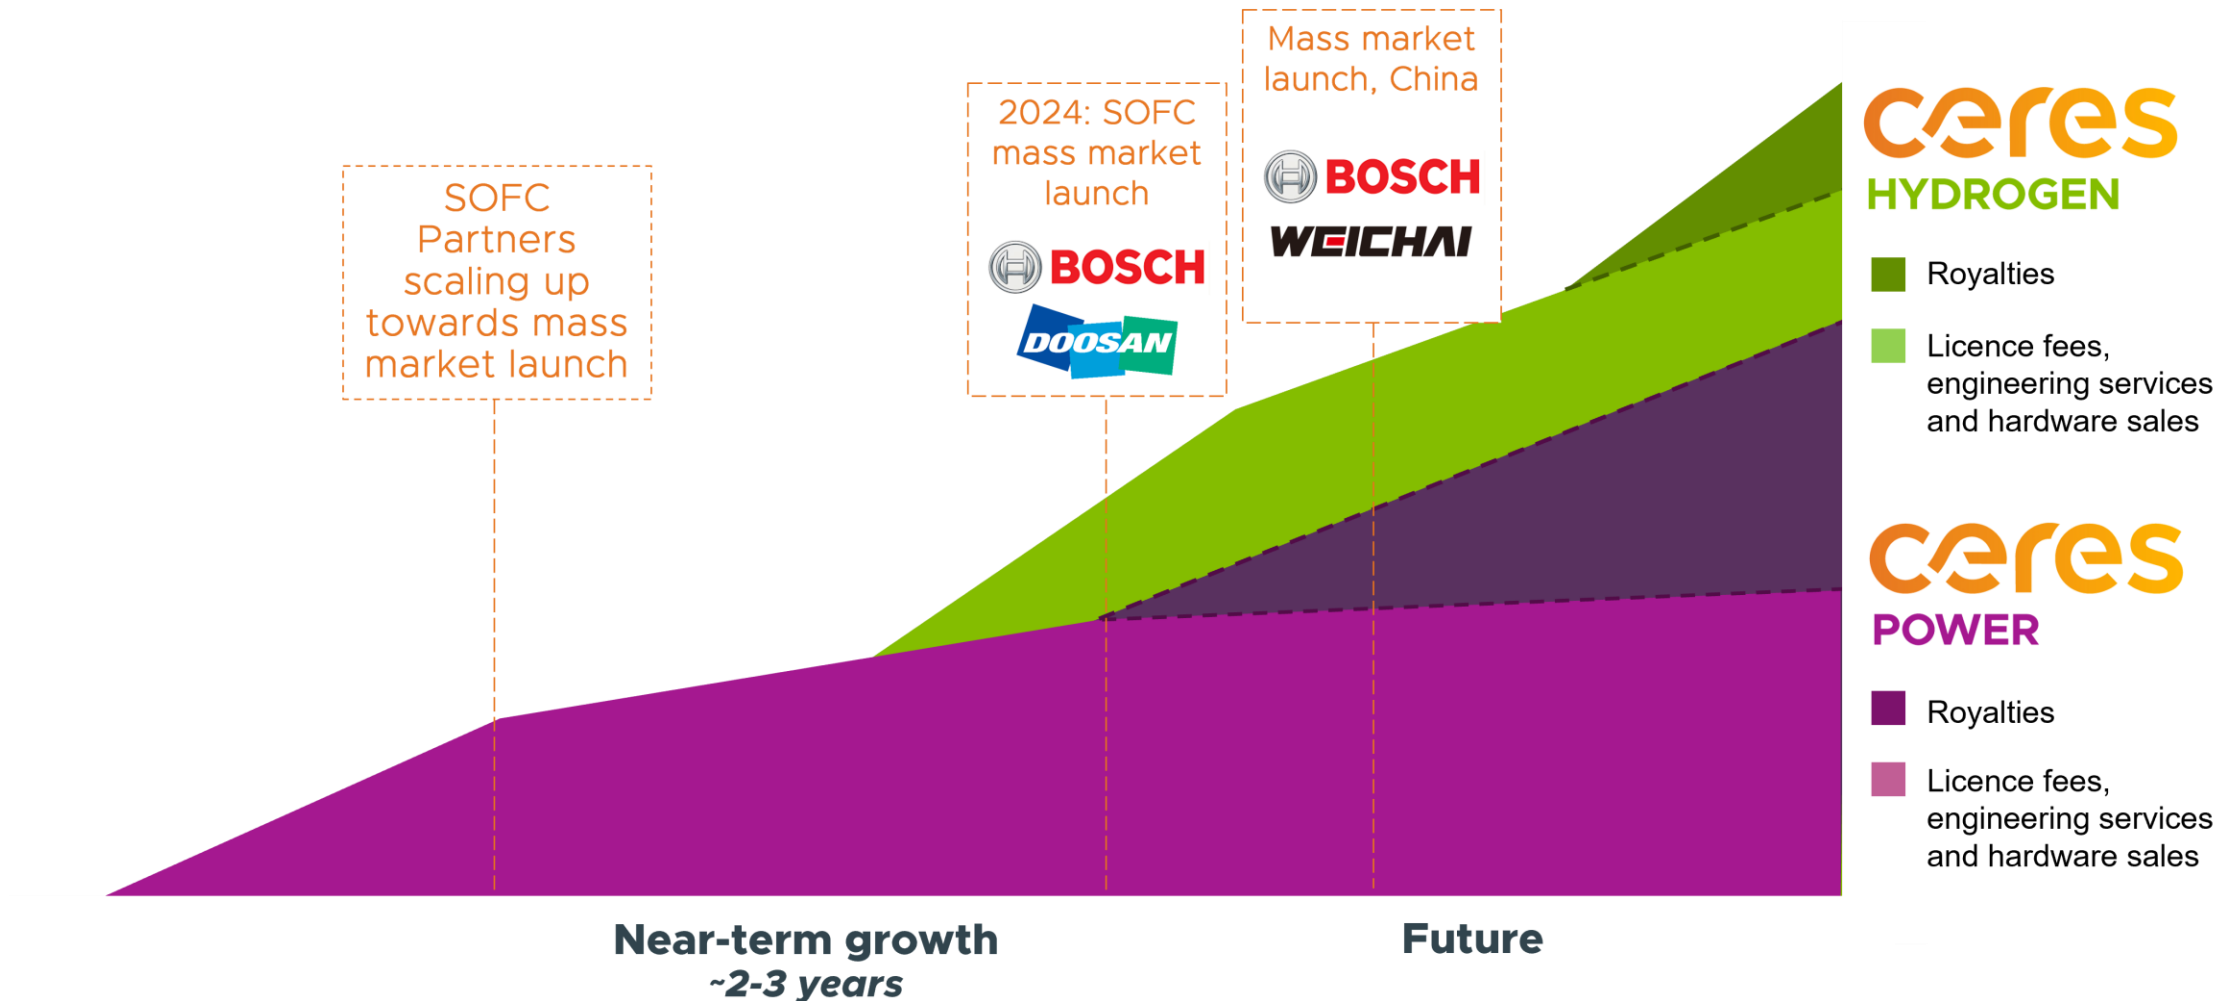 SOFC
Partners
scaling up
towards mass
market launch
2024: SOFC
mass market
launch
BOSCH
DOOSAN
Mass market
launch, China
BOSCH
WEICHAI
ceres
HYDROGEN
Royalties
Licence fees,
engineering services
and hardware sales
ceres
POWER
Royalties
Licence fees,
engineering services
and hardware sales
Near-term growth
~2-3 years
Future